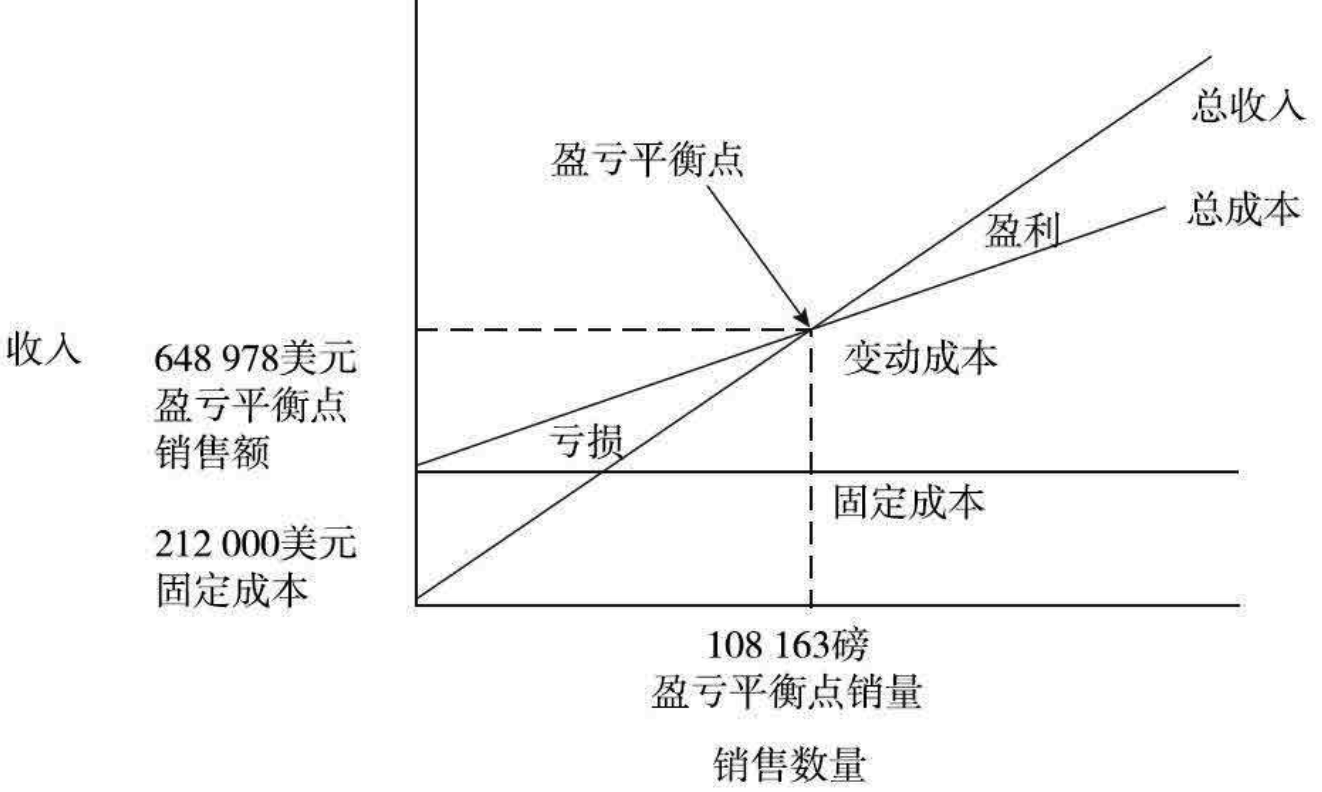 总收入
盈亏平衡点
总成本
盈利
收入
648 978美元
盈亏平衡点
销售额
变动成本
亏损
固定成本
212 000美元
固定成本
108 163磅
盈亏平衡点销量
销售数量